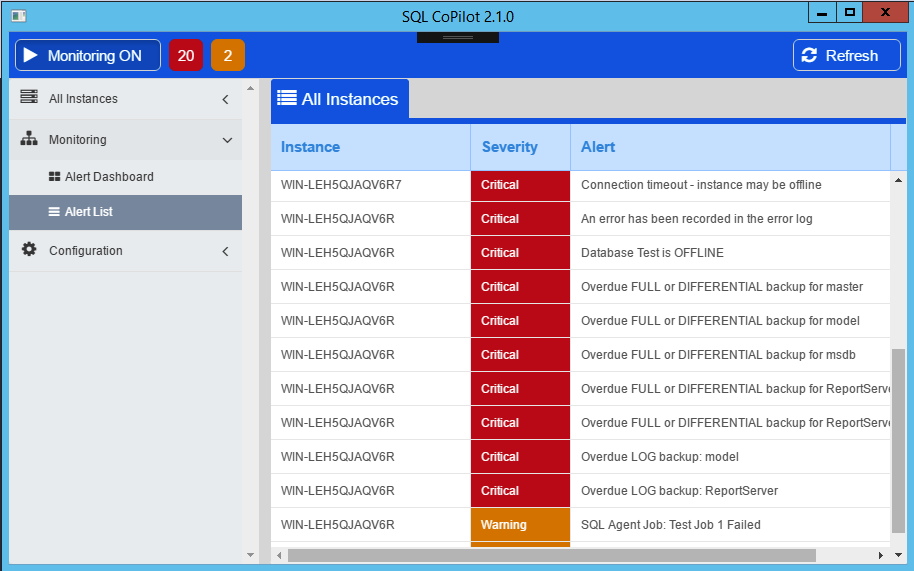 SQL CoPilot 2.1.0
Monitoring ON 20 2 Refresh
All Instances
Monitoring
Alert Dashboard
Alert List
Configuration
All Instances
Instance Severity Alert
WIN-LEH5QJAQV6R7 Critical Connection timeout - instance may be offline
WIN-LEH5QJAQV6R Critical An error has been recorded in the error log
WIN-LEH5QJAQV6R Critical Database Test is OFFLINE
WIN-LEH5QJAQV6R Critical Overdue FULL or DIFFERENTIAL backup for master
WIN-LEH5QJAQV6R Critical Overdue FULL or DIFFERENTIAL backup for model
WIN-LEH5QJAQV6R Critical Overdue FULL or DIFFERENTIAL backup for msdb
WIN-LEH5QJAQV6R Critical Overdue FULL or DIFFERENTIAL backup for ReportServe
WIN-LEH5QJAQV6R Critical Overdue FULL or DIFFERENTIAL backup for ReportServe
WIN-LEH5QJAQV6R Critical Overdue LOG backup: model
WIN-LEH5QJAQV6R Critical Overdue LOG backup: ReportServer
WIN-LEH5QJAQV6R Warning SQL Agent Job: Test Job 1 Failed